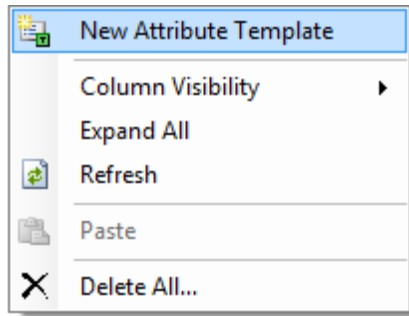 New Attribute Template
Column Visibility
Expand All
Refresh
Paste
Delete All...